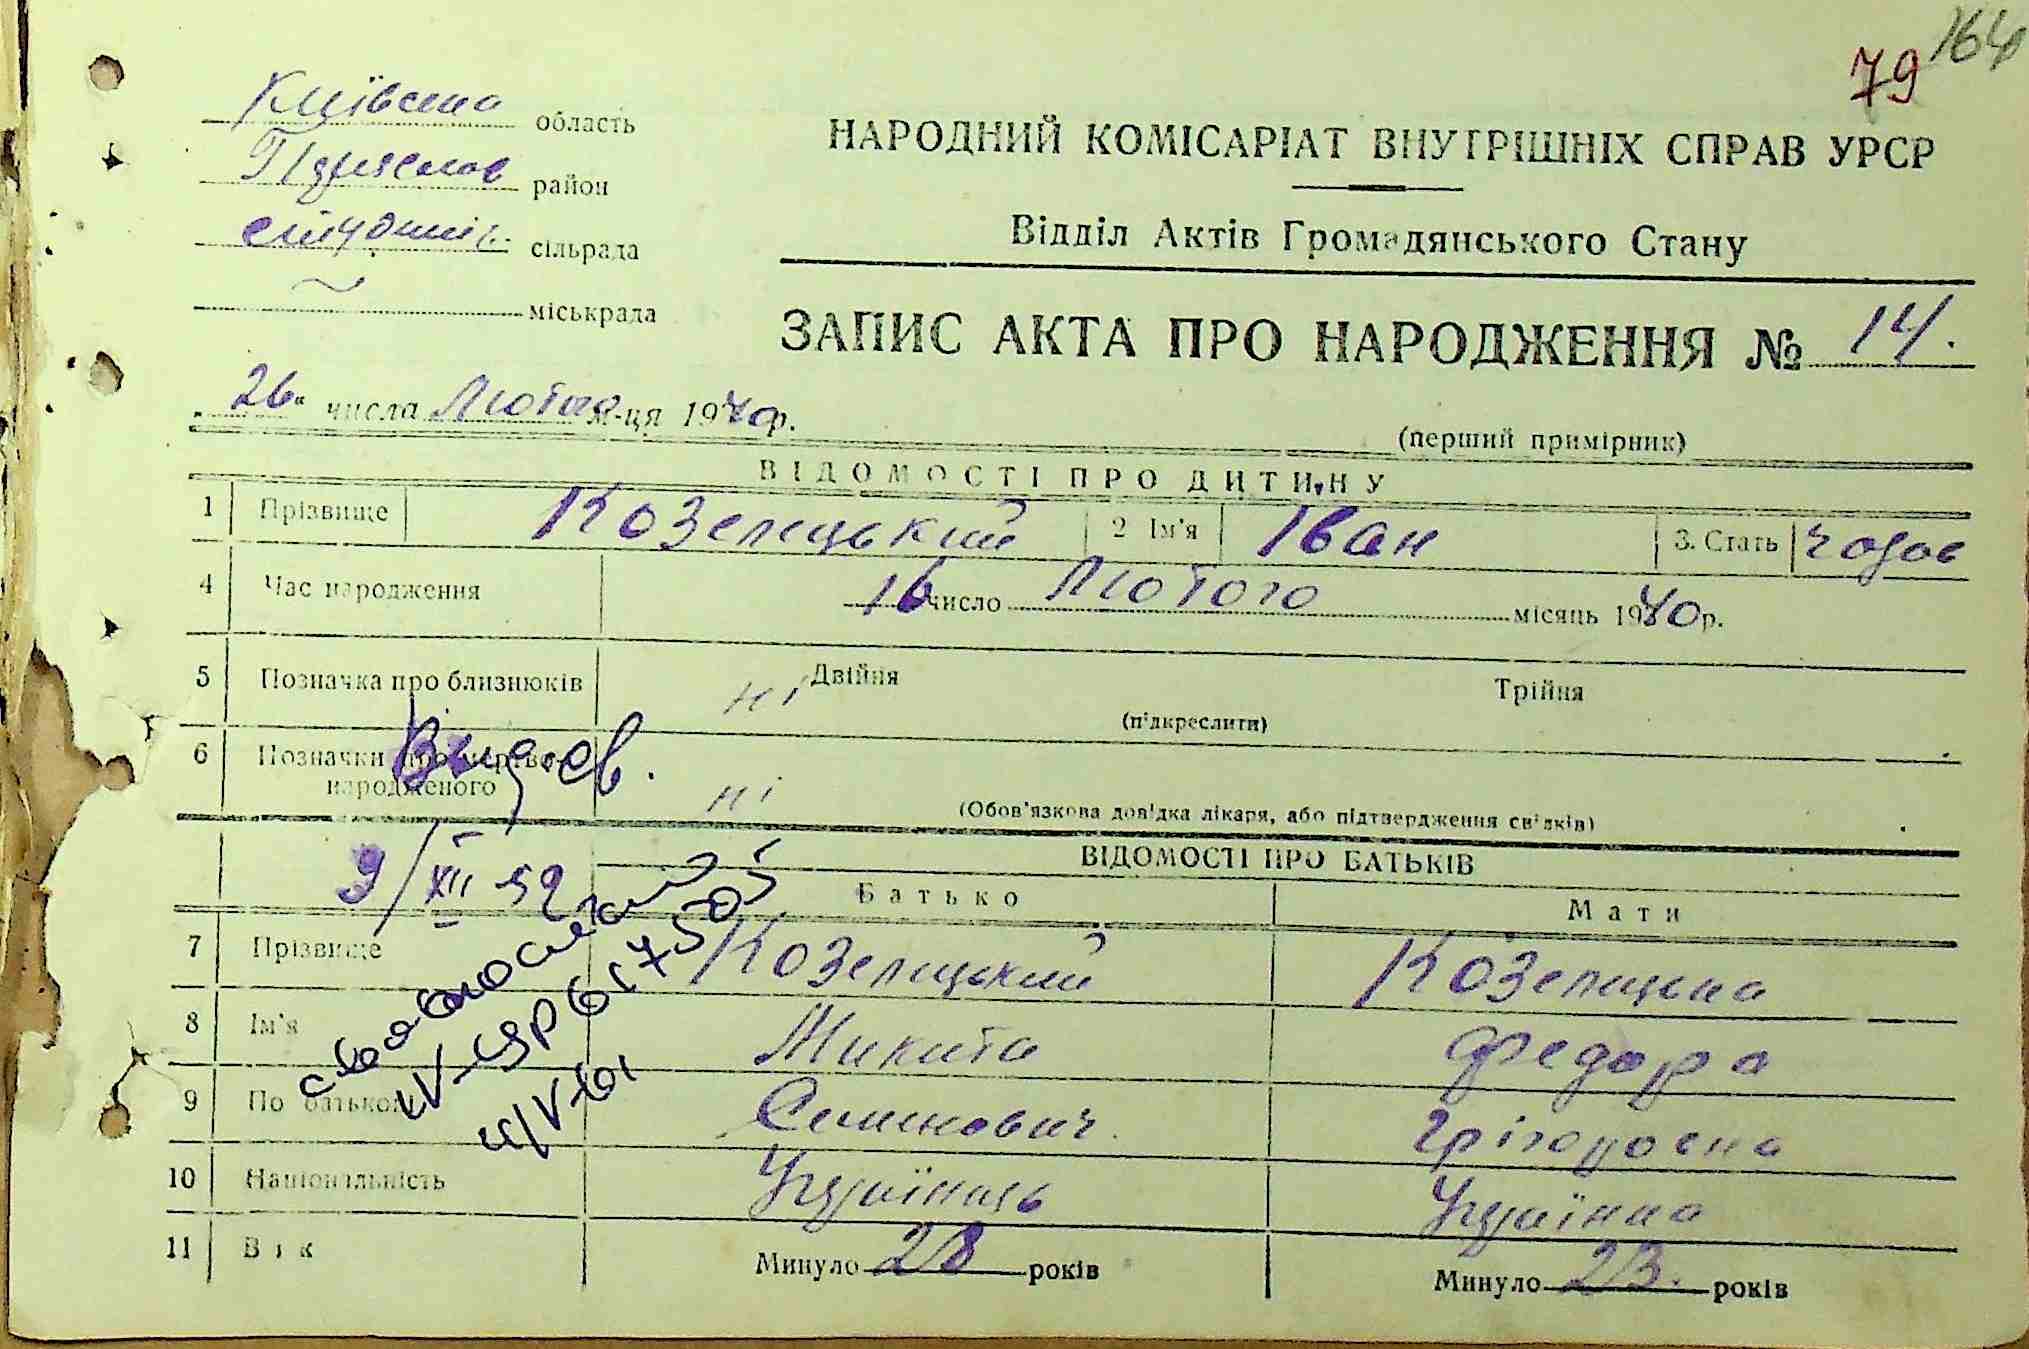 79 164
Київська область
район
сільрада
міськрада
НАРОДНИЙ КОМІСАРІАТ ВНУТРІШНІХ СПРАВ УРСР
Відділ Актів Громадянського Стану
ЗАПИС АКТА ПРО НАРОДЖЕННЯ № 14.
„26“ числа Лютого м-ця 1940р.
(перший примірник)
ВІДОМОСТІ ПРО ДИТИНУ
1 Прізвище Козелецький 2 Ім'я Іван 3. Стать чолов
4 Час народження 16 число Лютого місяць 1940р.
5 Позначка про близнюків ні Двійня Трійня
(підкреслити)
6 Позначки про мертво-
народженого ні
(Обов'язкова довідка лікаря, або підтвердження свідків)
9/XII 52
ВІДОМОСТІ ПРО БАТЬКІВ
Батько Мати
7 Прізвище Козелецький Козелецька
8 Ім'я Микита Федора
9 По батькові Семенович Грігоровна
10 Національність Українець Українка
11 Вік Минуло 28 років Минуло 23. років